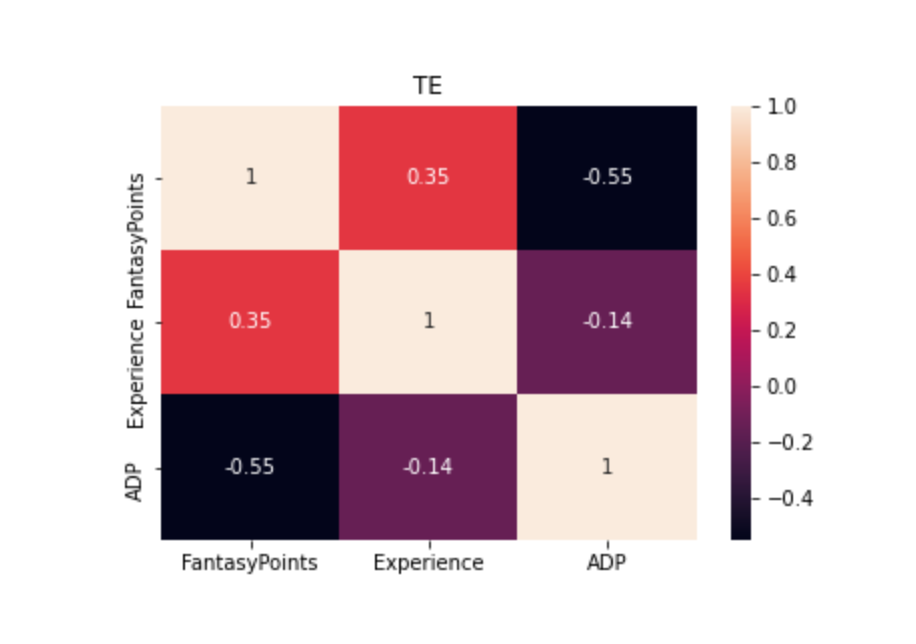 TE
FantasyPoints
Experience
ADP
1 0.35 -0.55
0.35 1 -0.14
-0.55 -0.14 1
FantasyPoints Experience ADP
1.0
0.8
0.6
0.4
0.2
0.0
−0.2
−0.4